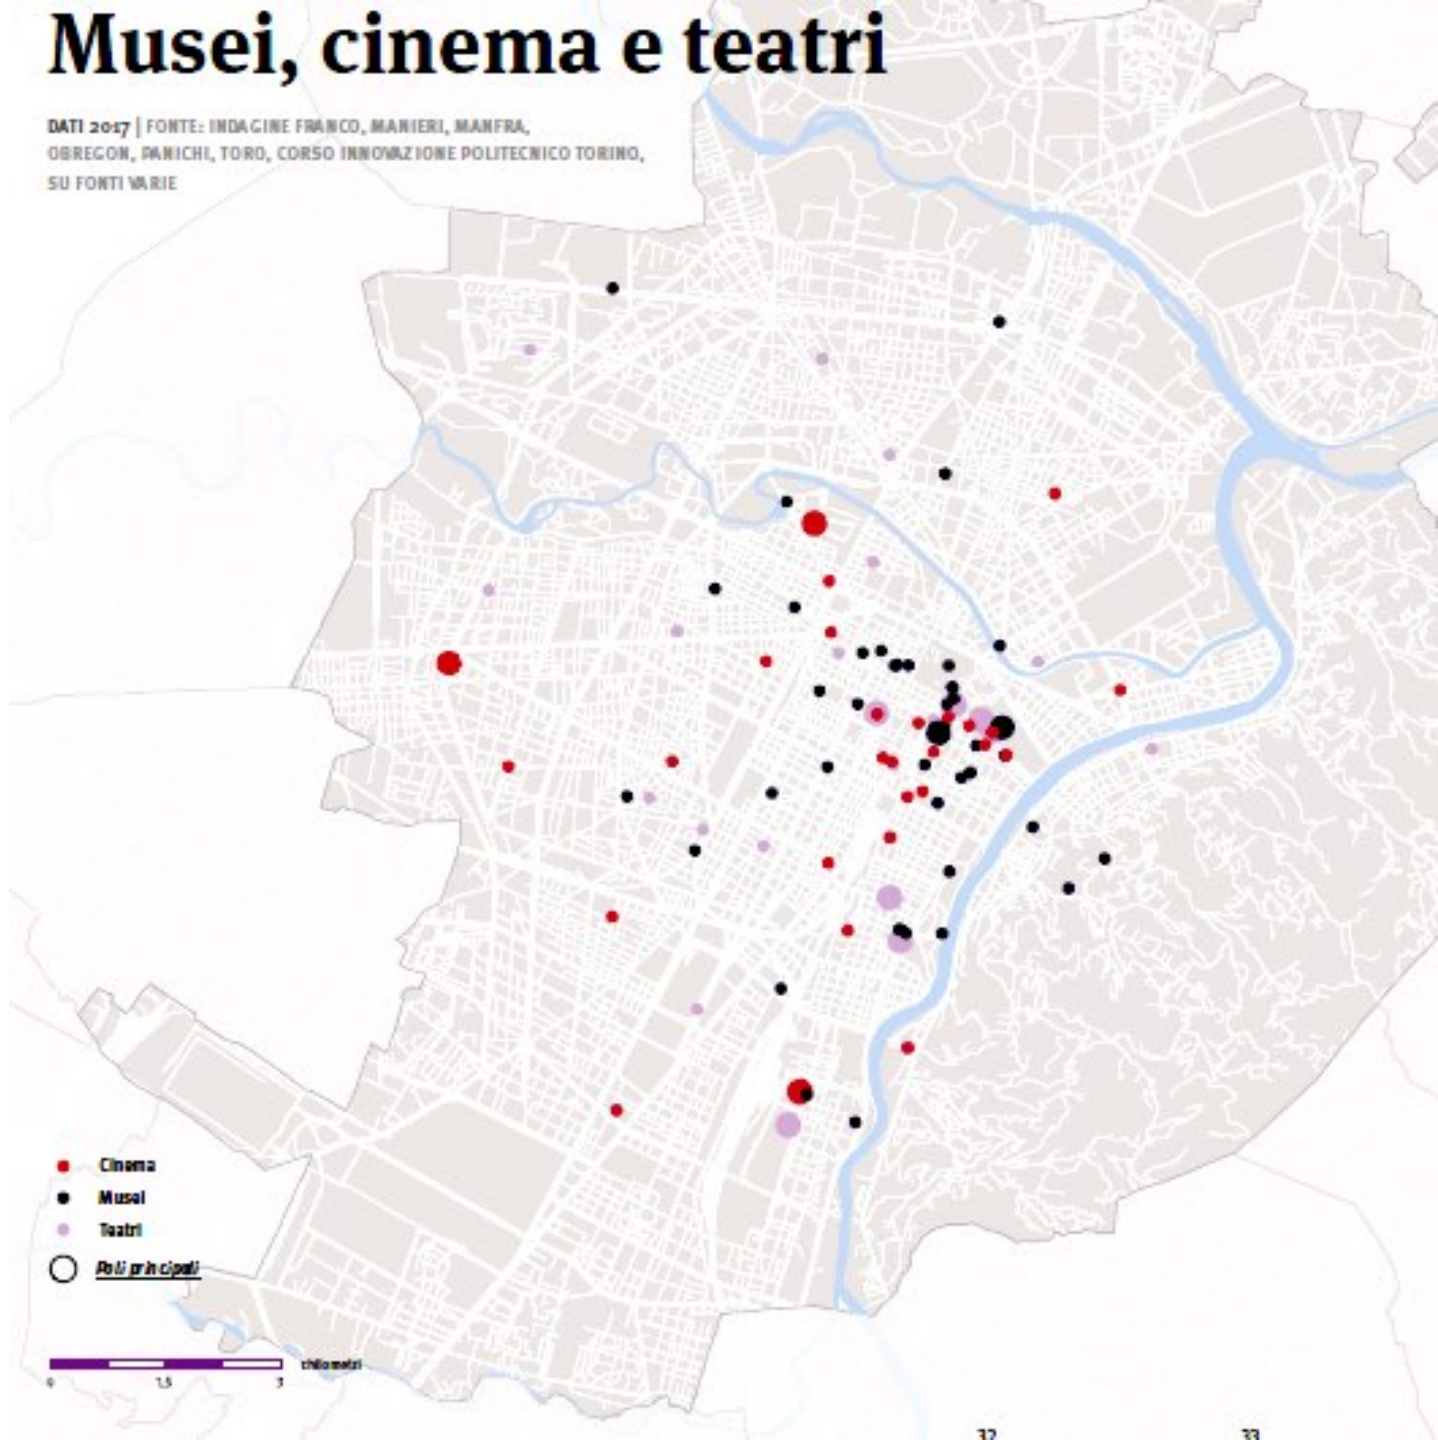 Musei, cinema e teatri
DATI 2017 | FONTE: INDAGINE FRANCO, MANIERI, MANFRA,
OBREGON, PANICHI, TORO, CORSO INNOVAZIONE POLITECNICO TORINO,
SU FONTI VARIE
Cinema
Musei
Teatri
Poli principali
chilometri
0 1,5 3
37 33